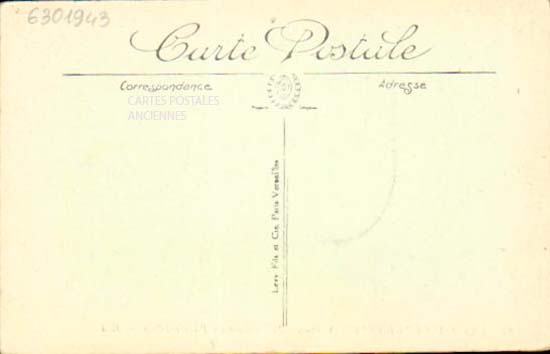 6301943
Carte Postale
Correspondance
Adresse
CARTES POSTALES
ANCIENNES
Levy Fils et Cie, Paris Versailles